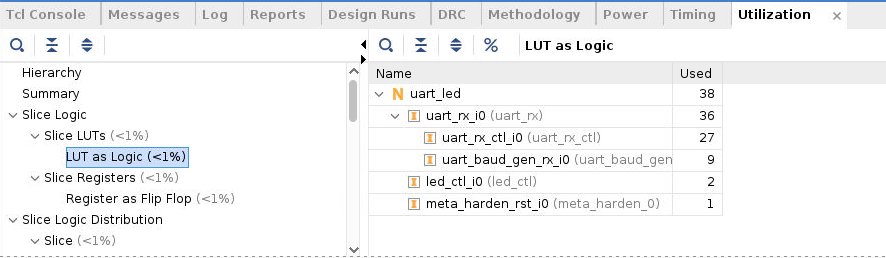 Tcl Console Messages Log Reports Design Runs DRC Methodology Power Timing Utilization ×
% LUT as Logic
Hierarchy
Summary
Slice Logic
Slice LUTs (<1%)
LUT as Logic (<1%)
Slice Registers (<1%)
Register as Flip Flop (<1%)
Slice Logic Distribution
Slice (<1%)
Name Used
N uart_led 38
uart_rx_i0 (uart_rx) 36
uart_rx_ctl_i0 (uart_rx_ctl) 27
uart_baud_gen_rx_i0 (uart_baud_gen 9
led_ctl_i0 (led_ctl) 2
meta_harden_rst_i0 (meta_harden_0) 1